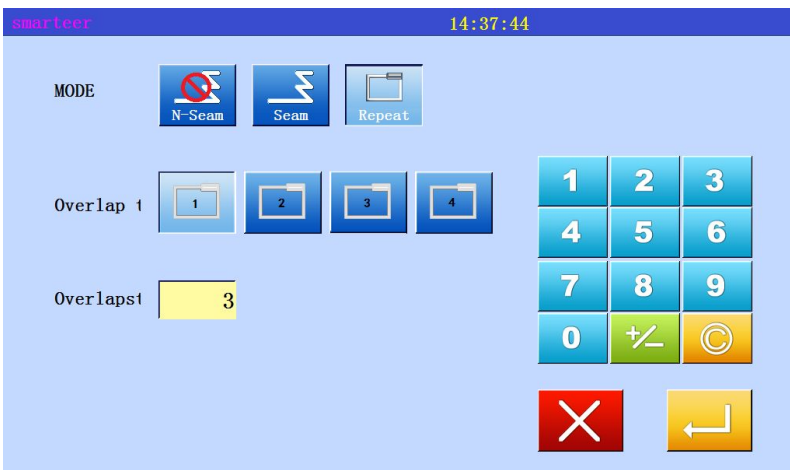 smarteer 14:37:44
MODE N-Seam Seam Repeat
Overlap t 1 2 3 4
Overlapst 3
1 2 3
4 5 6
7 8 9
0 +/- C